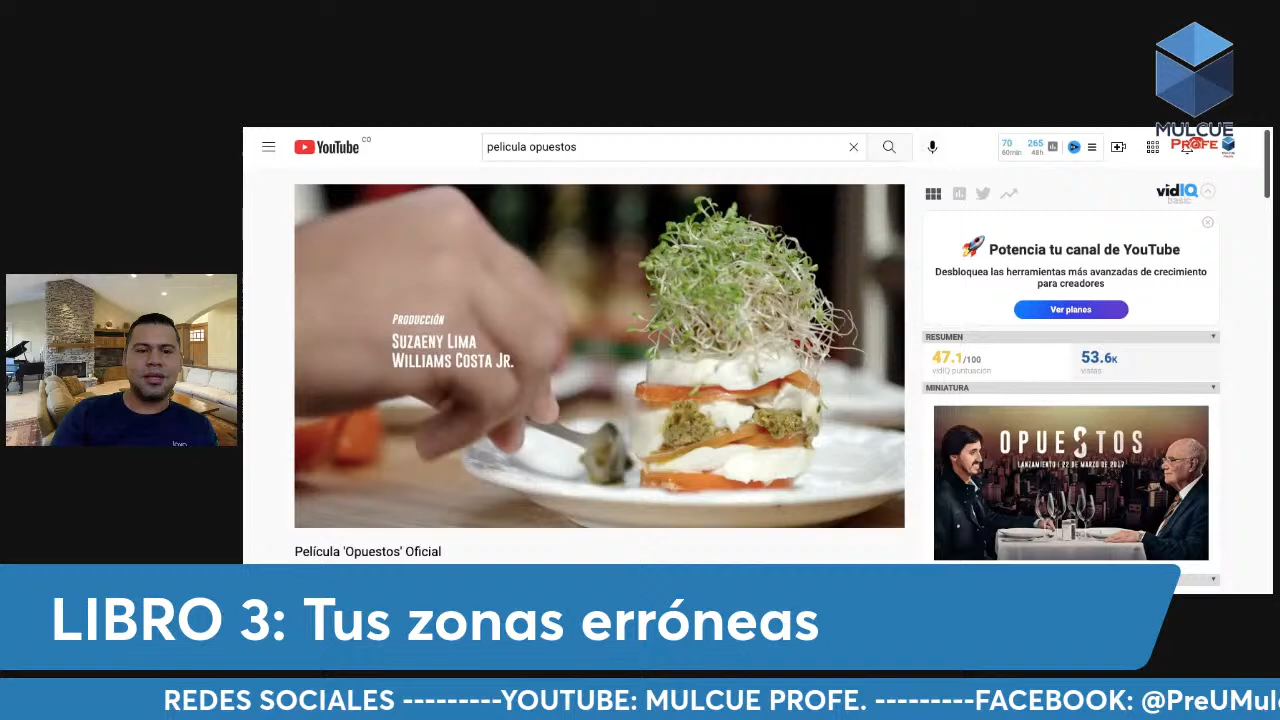 MULCUE
PROFE
YouTube
CO
pelicula opuestos
70
60min
265
48h
vidIQ
basic
PRODUCCIÓN
SUZAENY LIMA
WILLIAMS COSTA JR.
Potencia tu canal de YouTube
Desbloquea las herramientas más avanzadas de crecimiento
para creadores
Ver planes
RESUMEN
47.1/100
vidIQ puntuación
53.6K
vistas
MINIATURA
OPUESTOS
LANZAMIENTO | 22 DE MARZO DE 2017
Película 'Opuestos' Oficial
LIBRO 3: Tus zonas erróneas
REDES SOCIALES ---------YOUTUBE: MULCUE PROFE. ---------FACEBOOK: @PreUMul